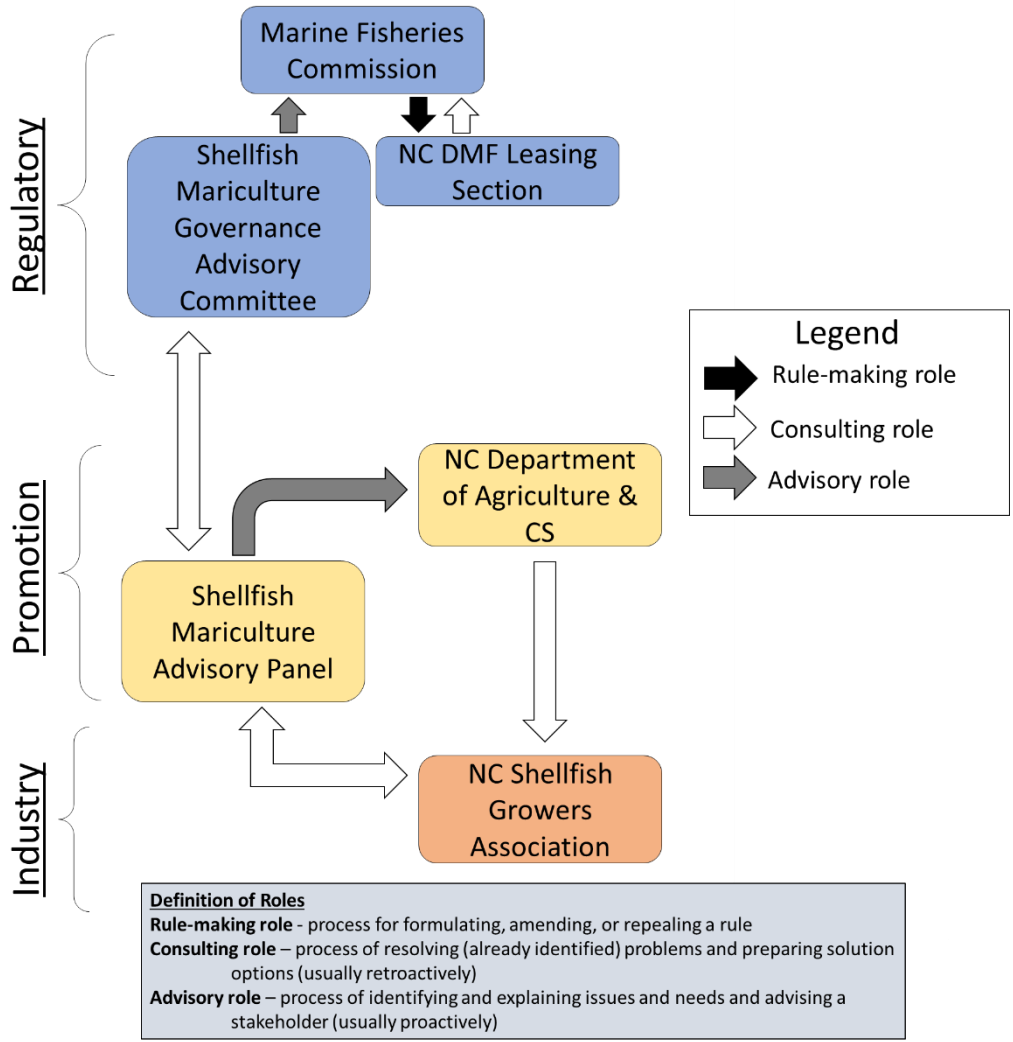 Regulatory
Marine Fisheries
Commission
Shellfish
Mariculture
Governance
Advisory
Committee
NC DMF Leasing
Section
Legend
Rule-making role
Consulting role
Advisory role
Promotion
NC Department
of Agriculture &
CS
Shellfish
Mariculture
Advisory Panel
Industry
NC Shellfish
Growers
Association
Definition of Roles
Rule-making role - process for formulating, amending, or repealing a rule
Consulting role – process of resolving (already identified) problems and preparing solution
options (usually retroactively)
Advisory role – process of identifying and explaining issues and needs and advising a
stakeholder (usually proactively)